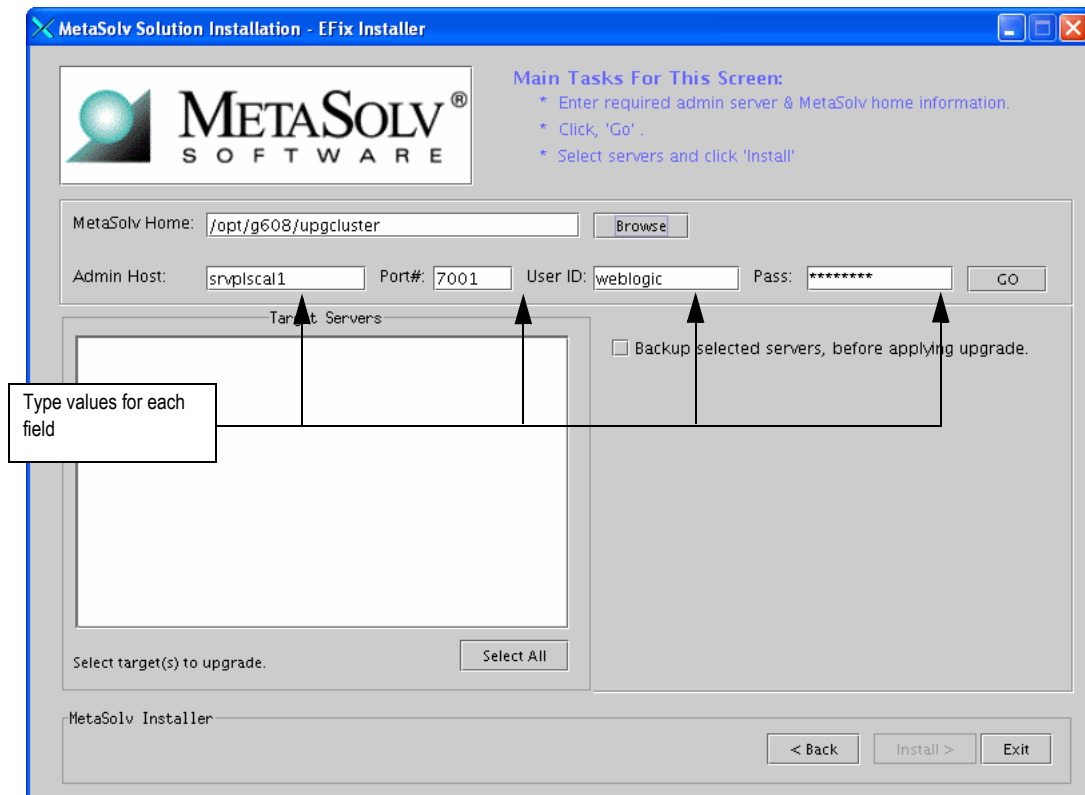 MetaSolv Solution Installation - EFix Installer
METASOLV®
SOFTWARE
Main Tasks For This Screen:
* Enter required admin server & MetaSolv home information.
* Click, 'Go' .
* Select servers and click 'Install'
MetaSolv Home: /opt/g608/upgcluster Browse
Admin Host: srvplscal1 Port#: 7001 User ID: weblogic Pass: ******** GO
Target Servers
Backup selected servers, before applying upgrade.
Type values for each
field
Select target(s) to upgrade. Select All
MetaSolv Installer
< Back Install > Exit